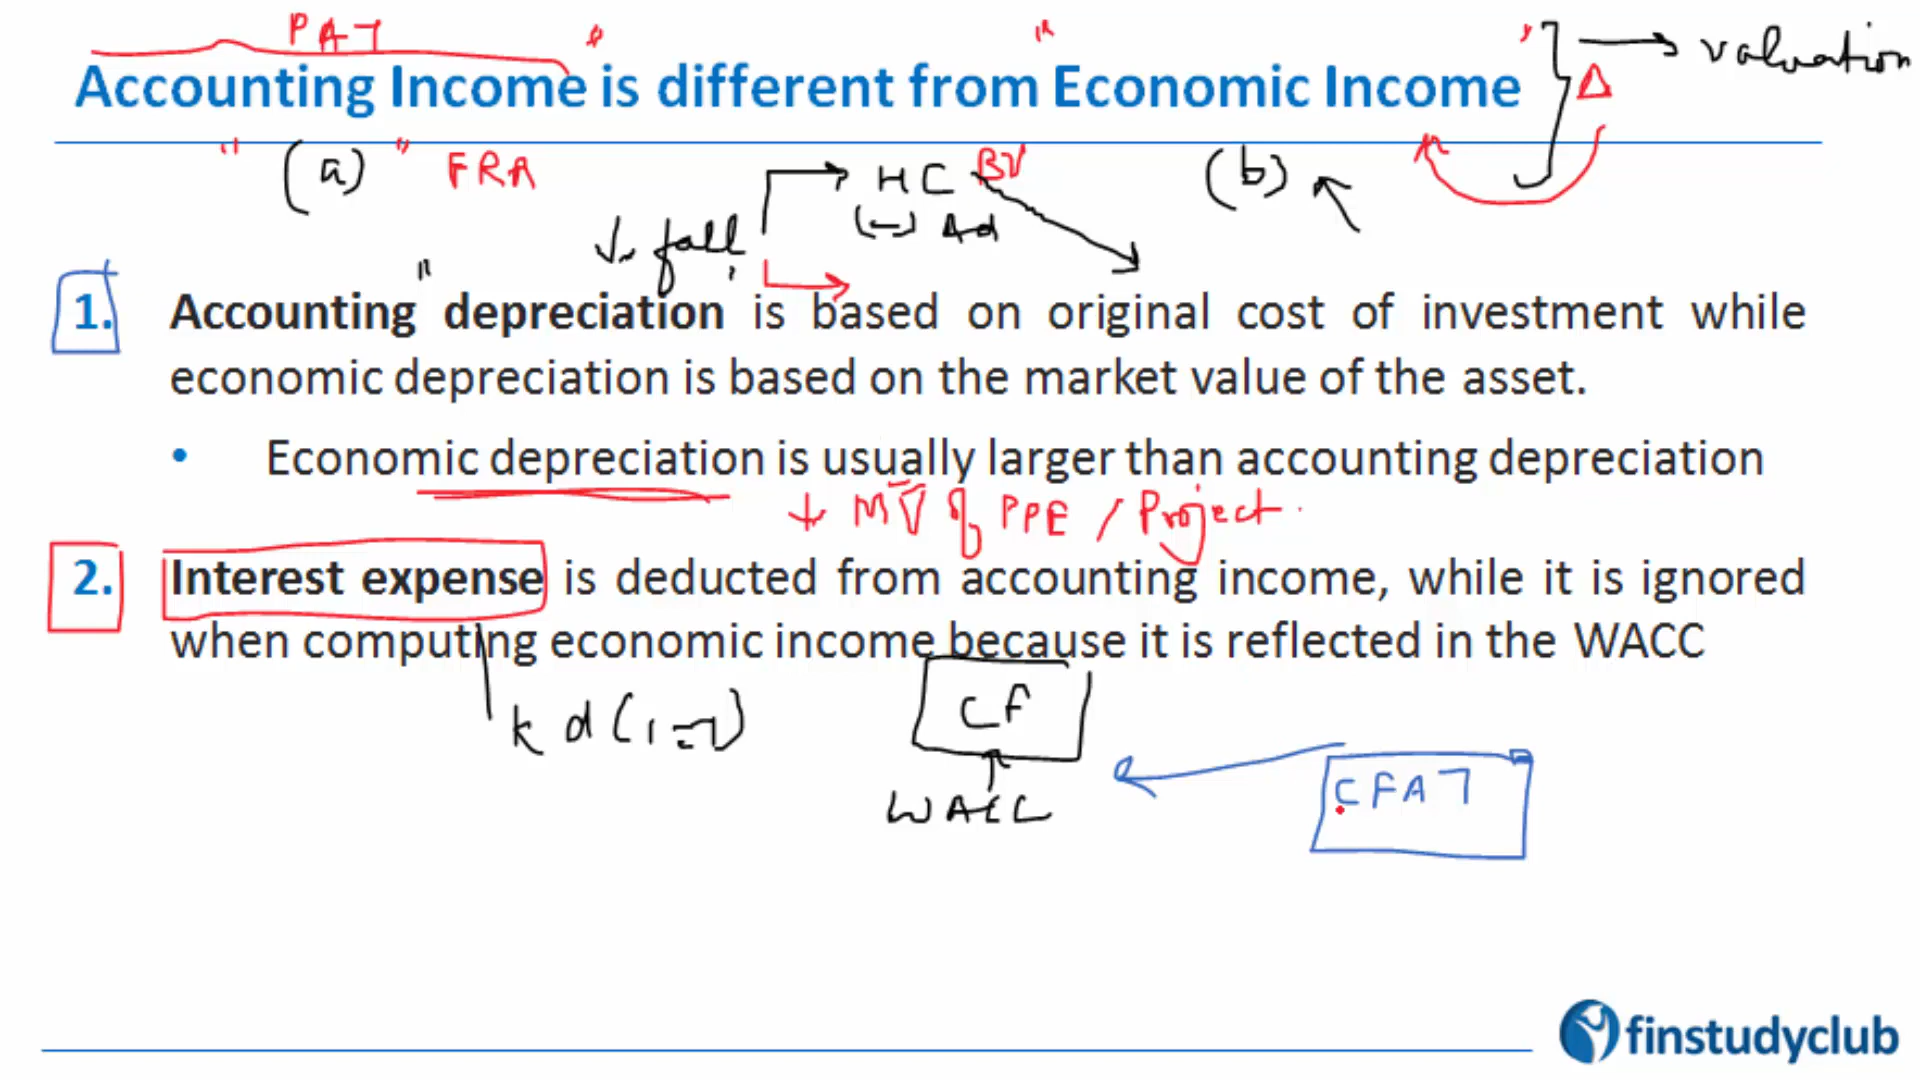 PAT
valuation
Accounting Income is different from Economic Income
Δ
(a) " FRA
HC BV
(b)
↓ fall
(-) Ad
1. Accounting depreciation is based on original cost of investment while
economic depreciation is based on the market value of the asset.
• Economic depreciation is usually larger than accounting depreciation
↓ MV of PPE / Project.
2. Interest expense is deducted from accounting income, while it is ignored
when computing economic income because it is reflected in the WACC
kd(1-T)
CF
CFAT
WACC
finstudyclub